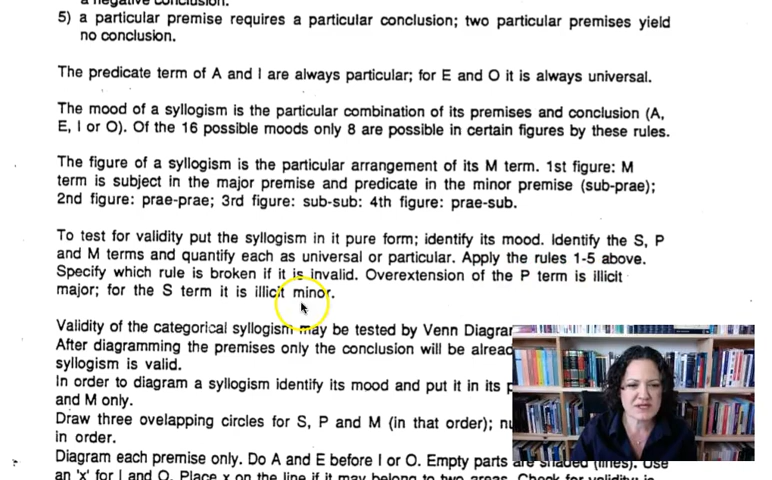 a negative conclusion.
5) a particular premise requires a particular conclusion; two particular premises yield
no conclusion.
The predicate term of A and I are always particular; for E and O it is always universal.
The mood of a syllogism is the particular combination of its premises and conclusion (A,
E, I or O). Of the 16 possible moods only 8 are possible in certain figures by these rules.
The figure of a syllogism is the particular arrangement of its M term. 1st figure: M
term is subject in the major premise and predicate in the minor premise (sub-prae);
2nd figure: prae-prae; 3rd figure: sub-sub: 4th figure: prae-sub.
To test for validity put the syllogism in it pure form; identify its mood. Identify the S, P
and M terms and quantify each as universal or particular. Apply the rules 1-5 above.
Specify which rule is broken if it is invalid. Overextension of the P term is illicit
major; for the S term it is illicit minor.
Validity of the categorical syllogism may be tested by Venn Diagra
After diagramming the premises only the conclusion will be alrea
syllogism is valid.
In order to diagram a syllogism identify its mood and put it in its
and M only.
Draw three ovelapping circles for S, P and M (in that order);
in order.
Diagram each premise only. Do A and E before I or O. Empty parts are shaded (lines). Use
an 'x' for I and O. Place x on the line if it may belong to two areas. Check for validity: